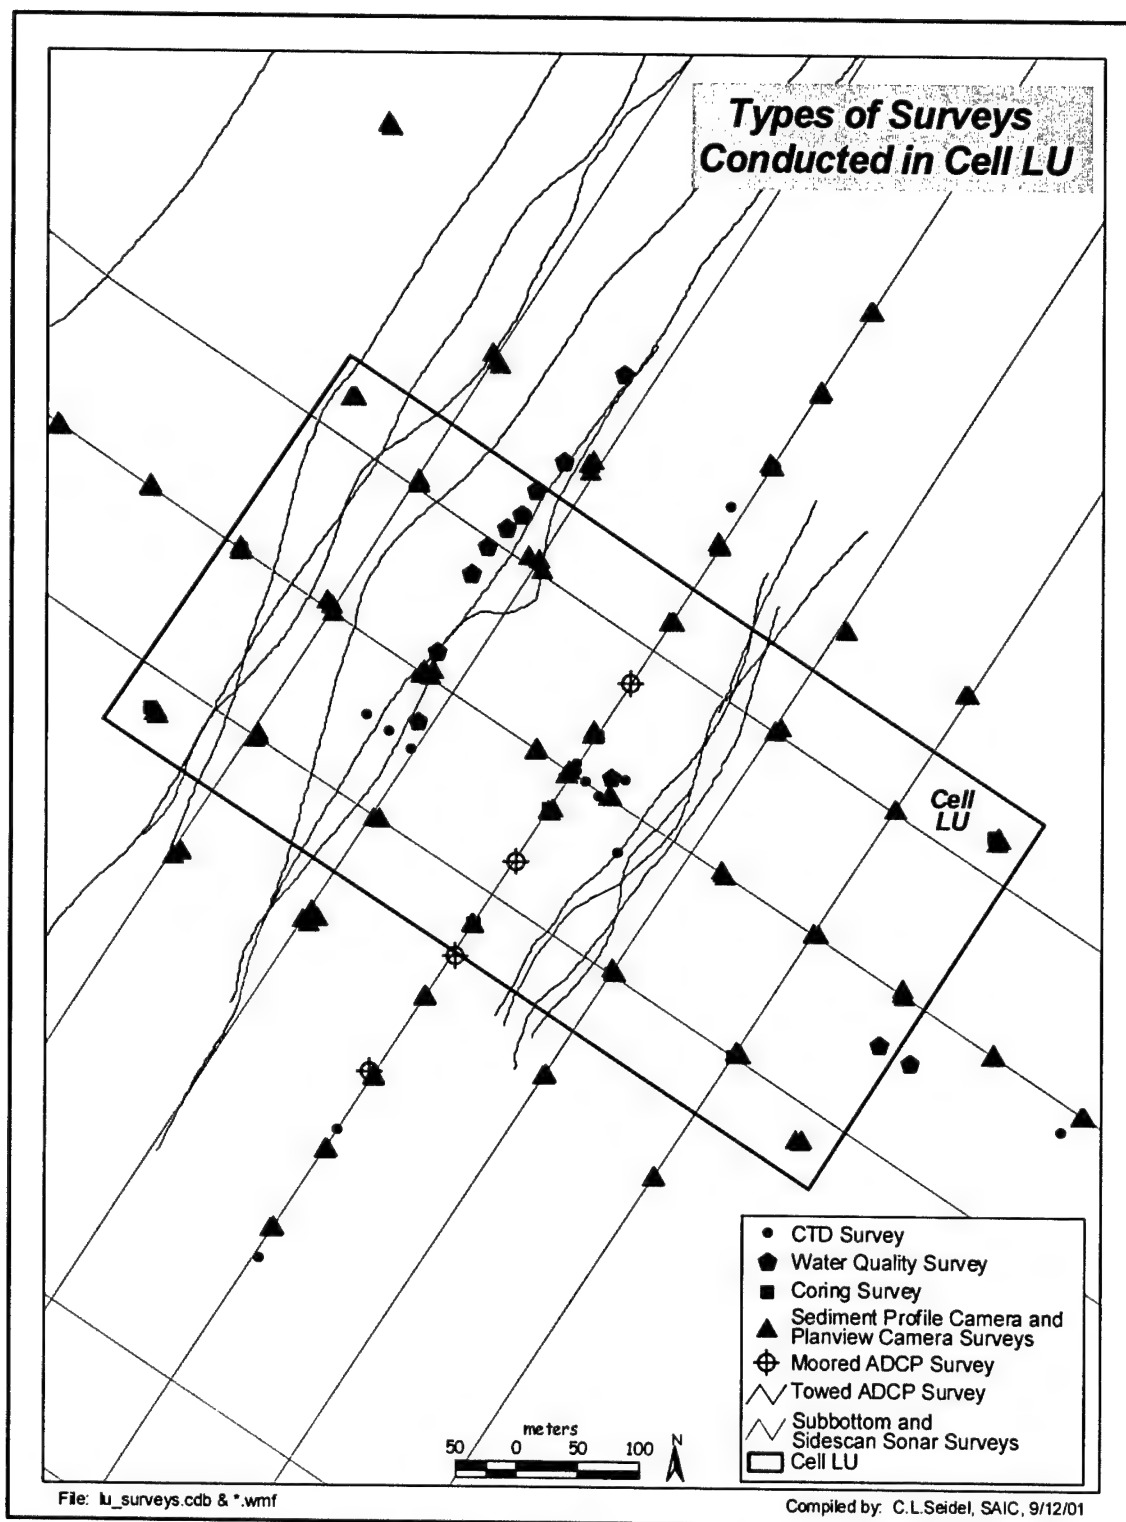 Types of Surveys
Conducted in Cell LU
Cell
LU
CTD Survey
Water Quality Survey
Coring Survey
Sediment Profile Camera and
Planview Camera Surveys
Moored ADCP Survey
Towed ADCP Survey
Subbottom and
Sidescan Sonar Surveys
Cell LU
meters
50 0 50 100
N
File: lu_surveys.cdb & *.wmf
Compiled by: C.L.Seidel, SAIC, 9/12/01